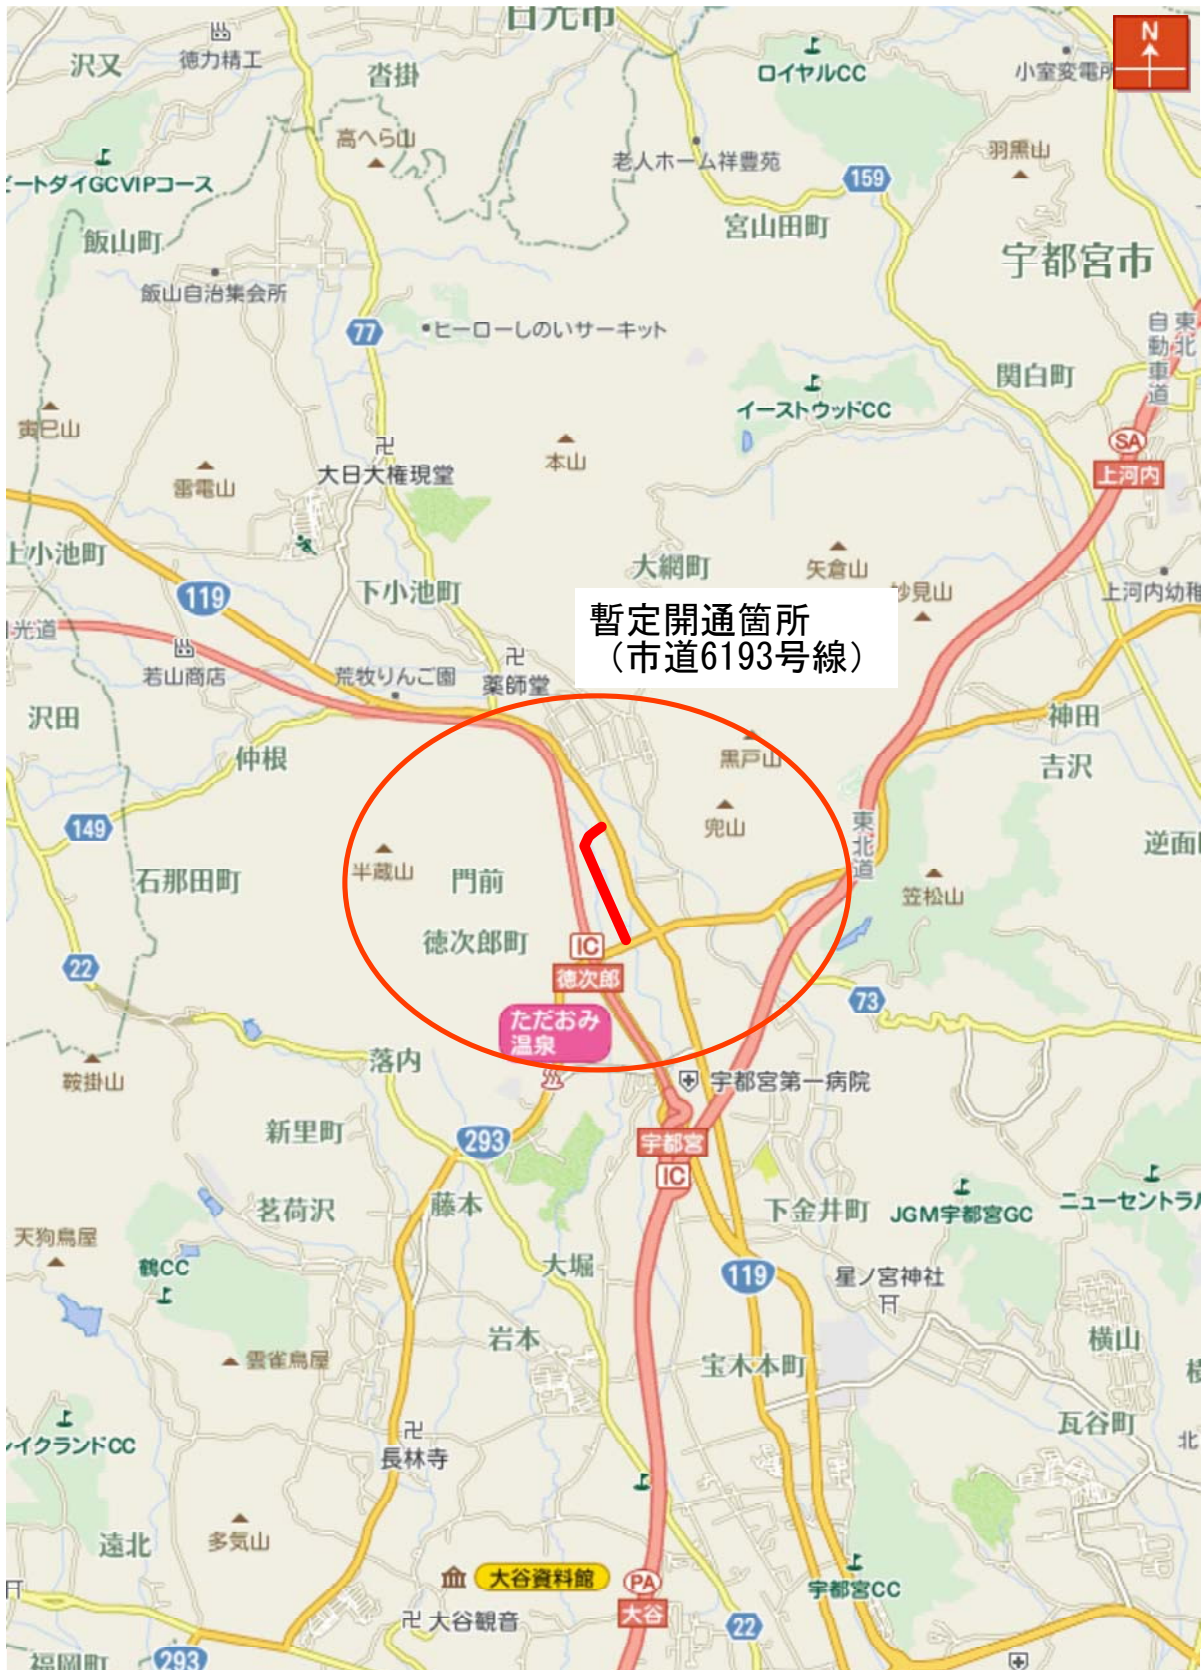 日光市
N
沢又
徳力精工
沓掛
ロイヤルCC
小室変電所
高へら山
老人ホーム祥豊苑
羽黒山
ートダイGCVIPコース
159
飯山町
宮山田町
宇都宮市
飯山自治集会所
77
ヒーローしのいサーキット
東北
自動車道
関白町
イーストウッドCC
寅巳山
本山
SA
上河内
雷電山
大日大権現堂
上小池町
大網町
矢倉山
119
下小池町
妙見山
上河内幼稚
暫定開通箇所
（市道6193号線）
光道
若山商店
荒牧りんご園
薬師堂
沢田
神田
仲根
黒戸山
吉沢
149
兜山
東北道
逆面
半蔵山
門前
石那田町
笠松山
徳次郎町
IC
徳次郎
22
73
ただおみ
温泉
鞍掛山
落内
宇都宮第一病院
新里町
293
宇都宮
IC
茗荷沢
藤本
下金井町
JGM宇都宮GC
ニューセントラル
天狗鳥屋
鶴CC
大堀
119
星ノ宮神社
岩本
横山
雲雀鳥屋
宝木本町
瓦谷町
イクランドCC
長林寺
北
遠北
多気山
大谷資料館
PA
宇都宮CC
大谷観音
大谷
22
福岡町
293